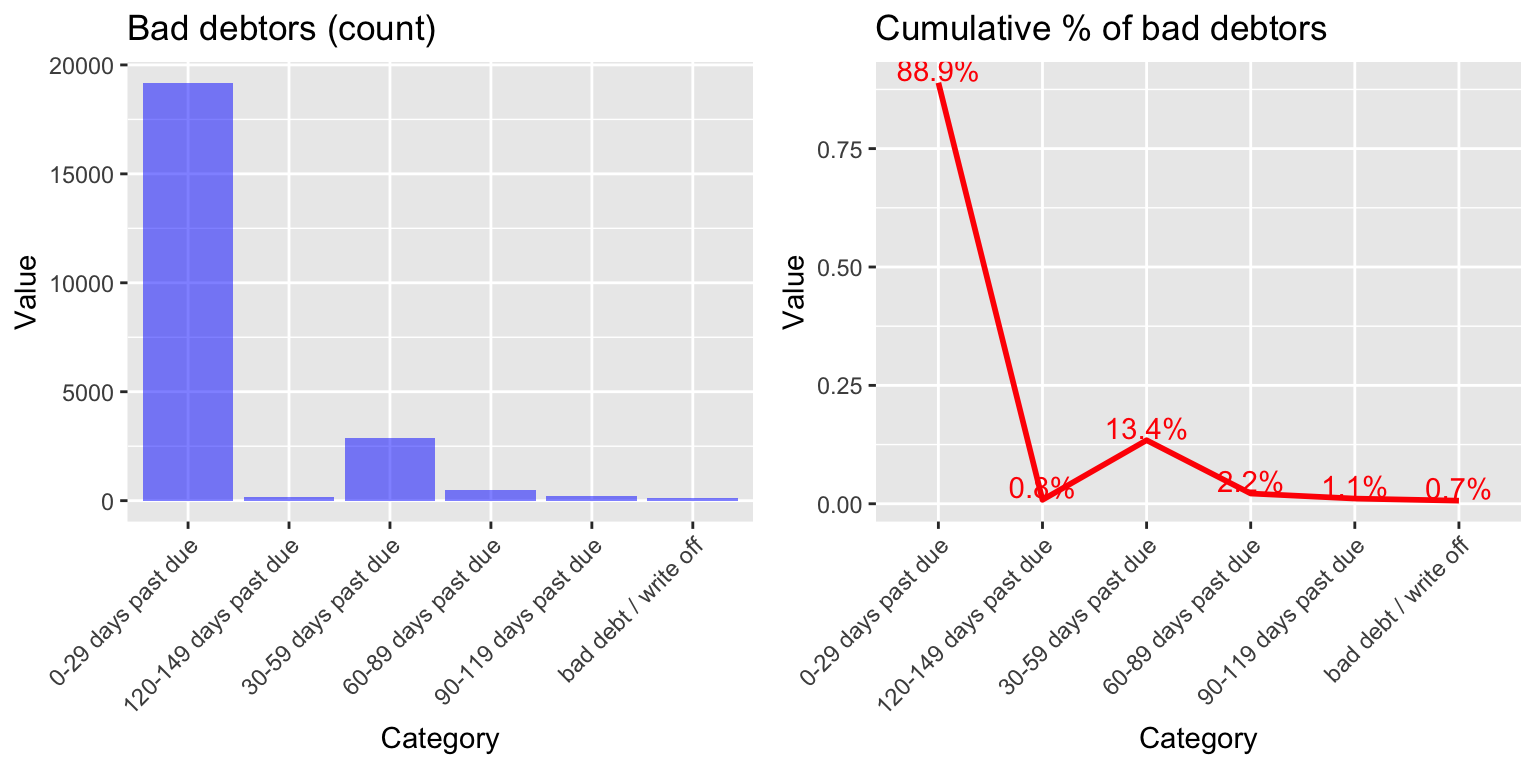 Bad debtors (count)
20000
15000
10000
5000
0
Value
0-29 days past due
120-149 days past due
30-59 days past due
60-89 days past due
90-119 days past due
bad debt / write off
Category
Cumulative % of bad debtors
0.75
0.50
0.25
0.00
Value
88.9%
0.8%
13.4%
2.2%
1.1%
0.7%
0-29 days past due
120-149 days past due
30-59 days past due
60-89 days past due
90-119 days past due
bad debt / write off
Category